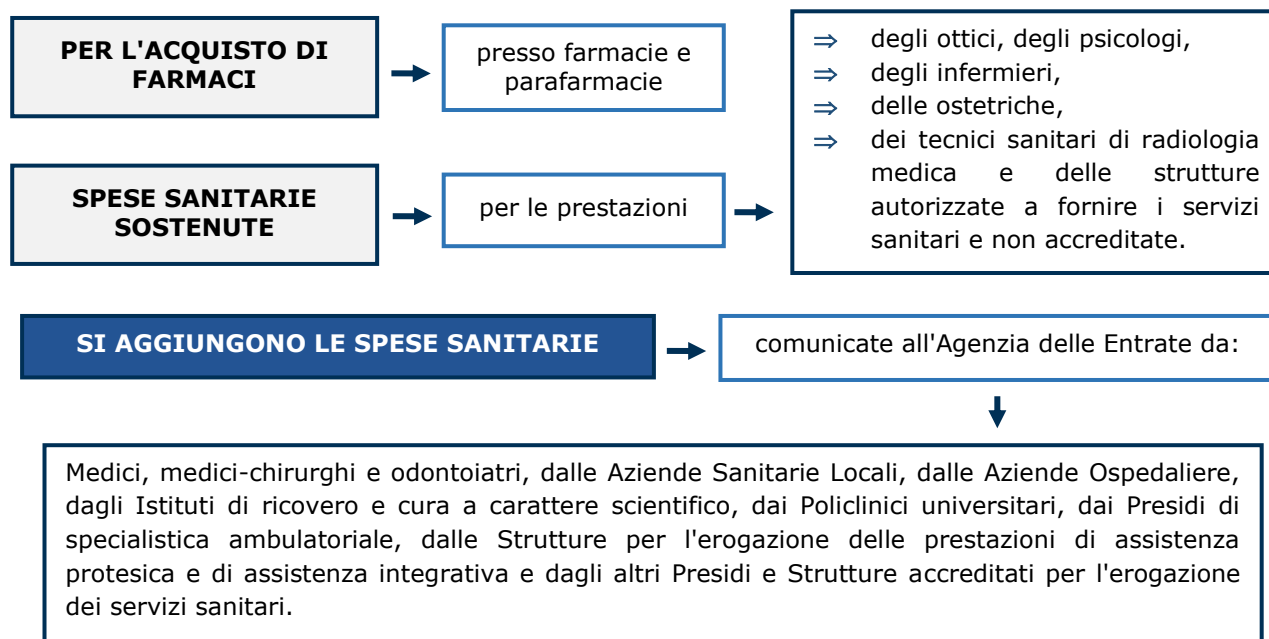 PER L'ACQUISTO DI
FARMACI
presso farmacie e
parafarmacie
⇒ degli ottici, degli psicologi,
⇒ degli infermieri,
⇒ delle ostetriche,
⇒ dei tecnici sanitari di radiologia
medica e delle strutture
autorizzate a fornire i servizi
sanitari e non accreditate.
SPESE SANITARIE
SOSTENUTE
per le prestazioni
SI AGGIUNGONO LE SPESE SANITARIE
comunicate all'Agenzia delle Entrate da:
Medici, medici-chirurghi e odontoiatri, dalle Aziende Sanitarie Locali, dalle Aziende Ospedaliere,
dagli Istituti di ricovero e cura a carattere scientifico, dai Policlinici universitari, dai Presidi di
specialistica ambulatoriale, dalle Strutture per l'erogazione delle prestazioni di assistenza
protesica e di assistenza integrativa e dagli altri Presidi e Strutture accreditati per l'erogazione
dei servizi sanitari.